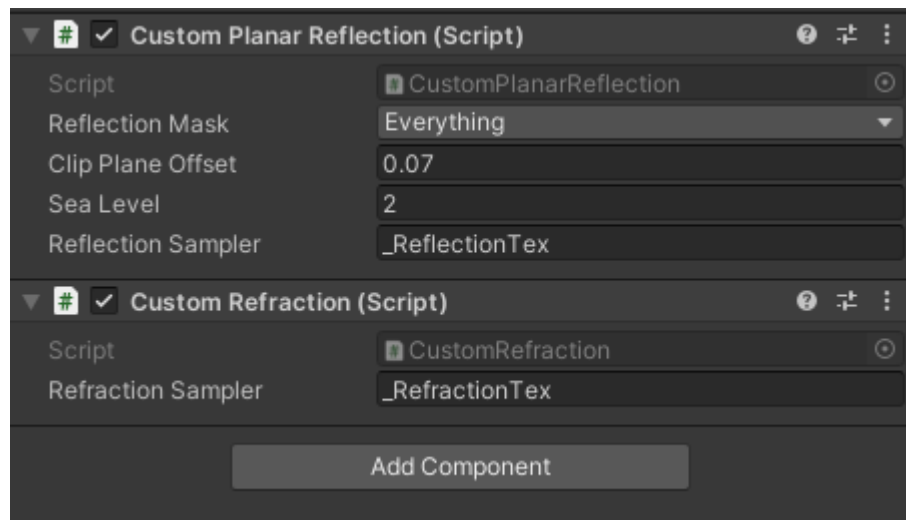 # Custom Planar Reflection (Script)
Script # CustomPlanarReflection
Reflection Mask Everything
Clip Plane Offset 0.07
Sea Level 2
Reflection Sampler _ReflectionTex
# Custom Refraction (Script)
Script # CustomRefraction
Refraction Sampler _RefractionTex
Add Component